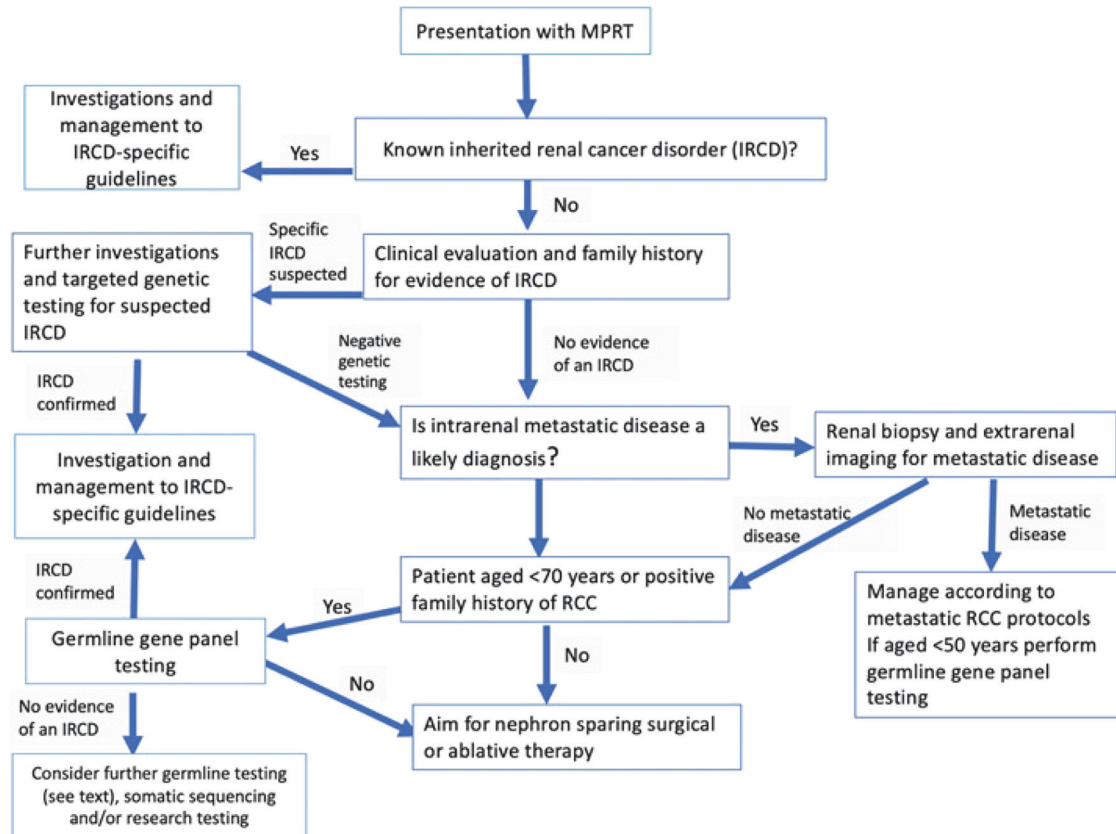 Presentation with MPRT
Investigations and
management to
IRCD-specific
guidelines
Yes
Known inherited renal cancer disorder (IRCD)?
No
Specific
IRCD
suspected
Further investigations
and targeted genetic
testing for suspected
IRCD
Clinical evaluation and family history
for evidence of IRCD
Negative
genetic
testing
No evidence
of an IRCD
IRCD
confirmed
Is intrarenal metastatic disease a
likely diagnosis?
Yes
Renal biopsy and extrarenal
imaging for metastatic disease
Investigation and
management to IRCD-
specific guidelines
No metastatic
disease
Metastatic
disease
IRCD
confirmed
Patient aged <70 years or positive
family history of RCC
Manage according to
metastatic RCC protocols
If aged <50 years perform
germline gene panel
testing
Yes
Germline gene panel
testing
No
No
No evidence
of an IRCD
Aim for nephron sparing surgical
or ablative therapy
Consider further germline testing
(see text), somatic sequencing
and/or research testing